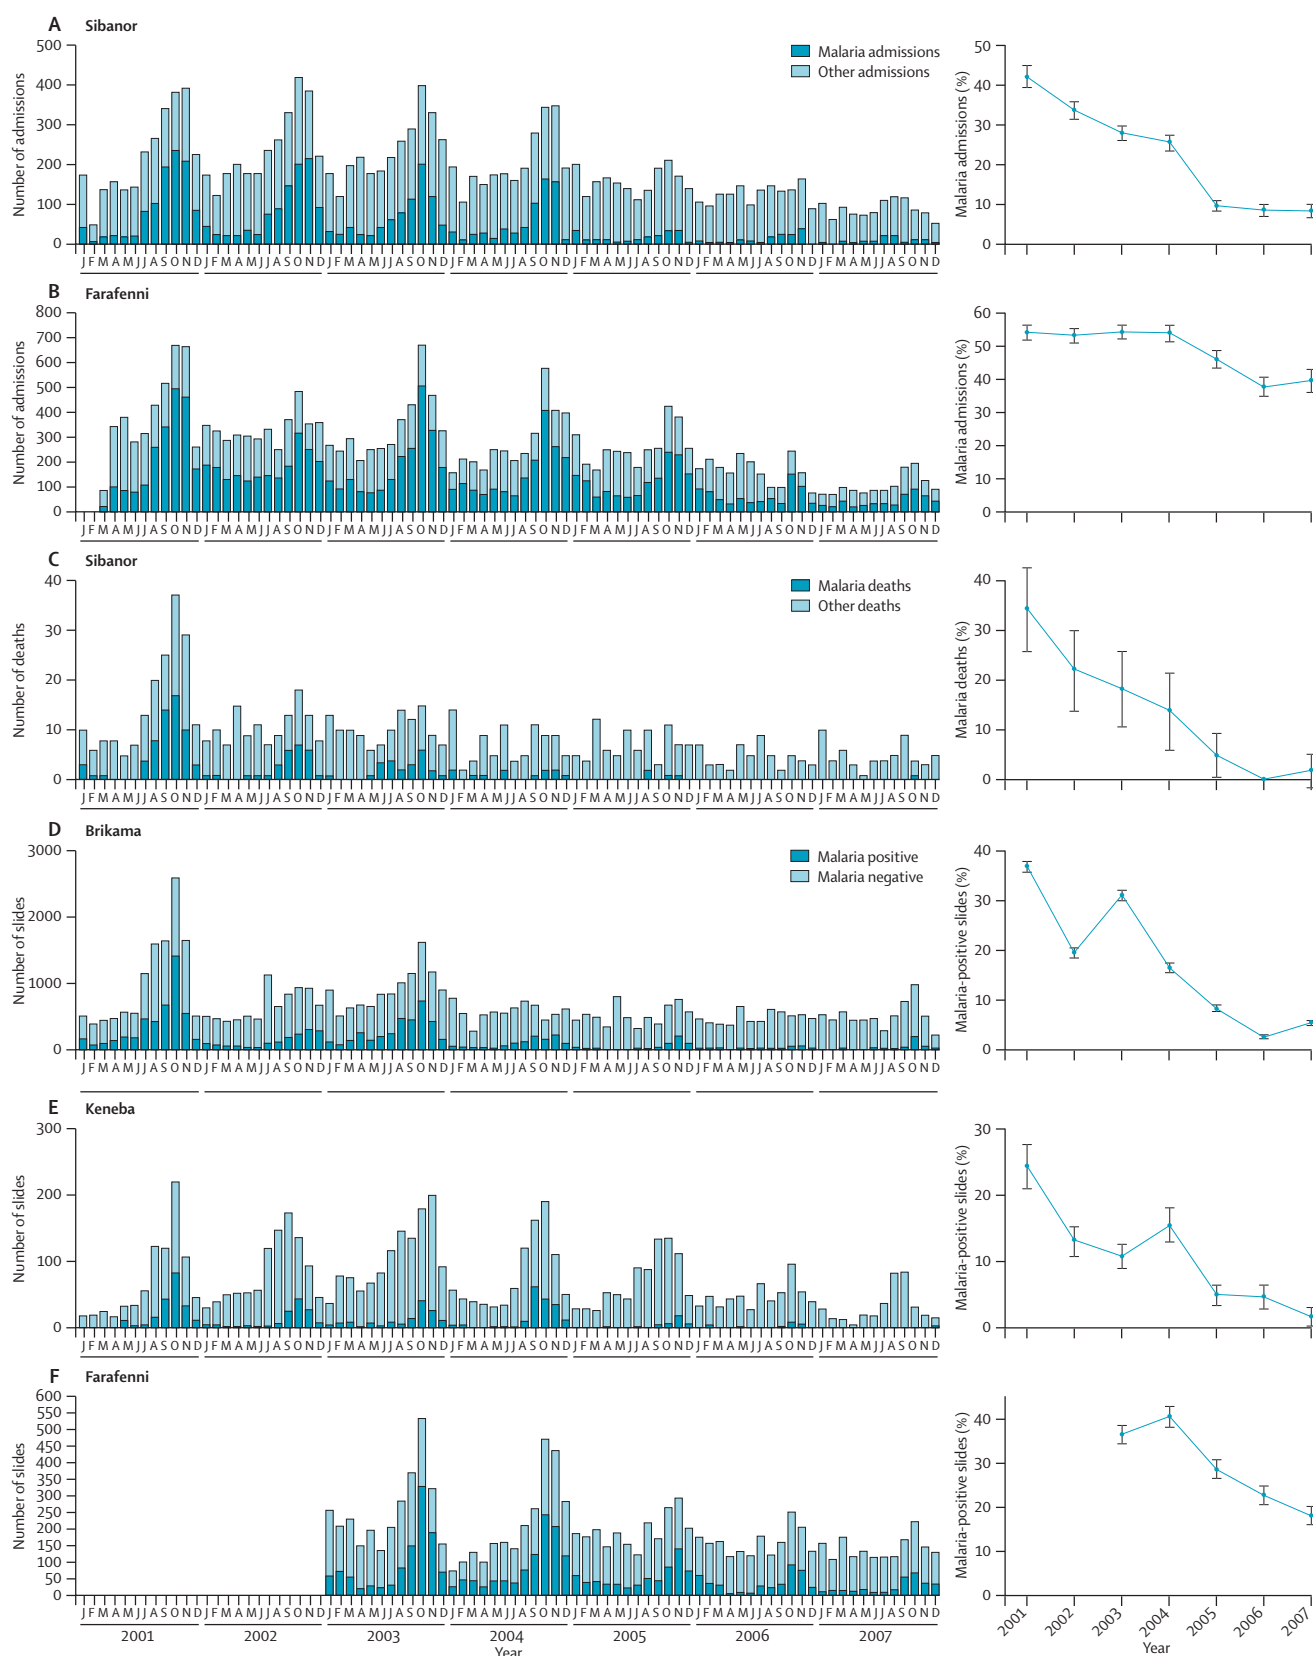 A Sibanor
Number of admissions
500
400
300
200
100
0
Malaria admissions
Other admissions
J F M A M J J A S O N D J F M A M J J A S O N D J F M A M J J A S O N D J F M A M J J A S O N D J F M A M J J A S O N D J F M A M J J A S O N D J F M A M J J A S O N D
Malaria admissions (%)
50
40
30
20
10
0
B Farafenni
Number of admissions
800
700
600
500
400
300
200
100
0
J F M A M J J A S O N D J F M A M J J A S O N D J F M A M J J A S O N D J F M A M J J A S O N D J F M A M J J A S O N D J F M A M J J A S O N D J F M A M J J A S O N D
Malaria admissions (%)
60
50
40
30
20
10
0
C Sibanor
Number of deaths
40
30
20
10
0
Malaria deaths
Other deaths
J F M A M J J A S O N D J F M A M J J A S O N D J F M A M J J A S O N D J F M A M J J A S O N D J F M A M J J A S O N D J F M A M J J A S O N D J F M A M J J A S O N D
Malaria deaths (%)
40
30
20
10
0
D Brikama
Number of slides
3000
2000
1000
0
Malaria positive
Malaria negative
J F M A M J J A S O N D J F M A M J J A S O N D J F M A M J J A S O N D J F M A M J J A S O N D J F M A M J J A S O N D J F M A M J J A S O N D J F M A M J J A S O N D
Malaria-positive slides (%)
40
30
20
10
0
E Keneba
Number of slides
300
200
100
0
J F M A M J J A S O N D J F M A M J J A S O N D J F M A M J J A S O N D J F M A M J J A S O N D J F M A M J J A S O N D J F M A M J J A S O N D J F M A M J J A S O N D
Malaria-positive slides (%)
30
20
10
0
F Farafenni
Number of slides
600
550
500
450
400
350
300
250
200
150
100
50
0
J F M A M J J A S O N D J F M A M J J A S O N D J F M A M J J A S O N D J F M A M J J A S O N D J F M A M J J A S O N D J F M A M J J A S O N D J F M A M J J A S O N D
2001 2002 2003 2004 2005 2006 2007
Year
Malaria-positive slides (%)
40
30
20
10
0
2001 2002 2003 2004 2005 2006 2007
Year